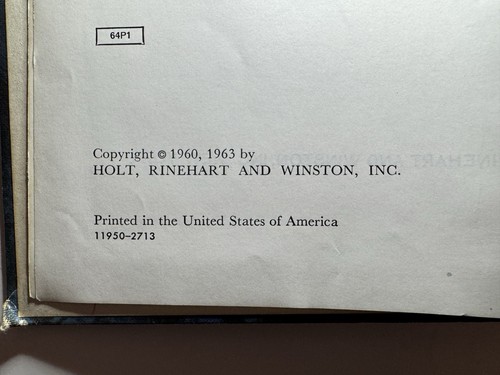 64P1
Copyright © 1960, 1963 by
HOLT, RINEHART AND WINSTON, INC.
Printed in the United States of America
11950-2713